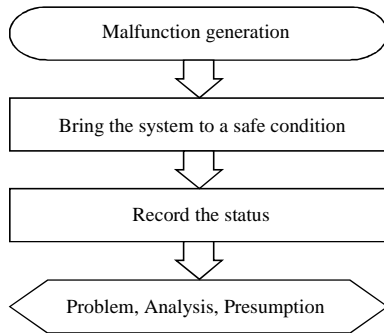 Malfunction generation
Bring the system to a safe condition
Record the status
Problem, Analysis, Presumption